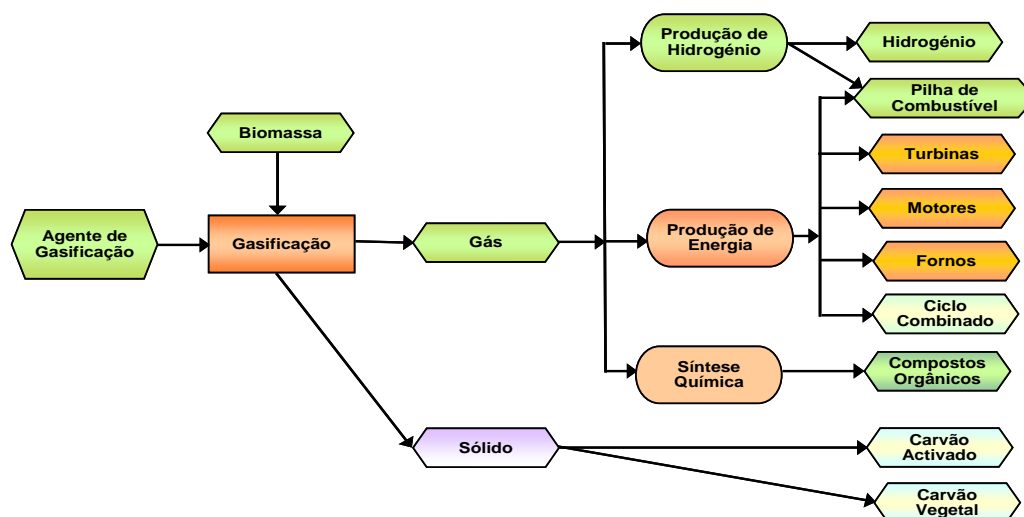 Produção de
Hidrogénio
Hidrogénio
Pilha de
Combustível
Biomassa
Turbinas
Motores
Agente de
Gasificação
Gasificação
Gás
Produção de
Energia
Fornos
Ciclo
Combinado
Síntese
Química
Compostos
Orgânicos
Sólido
Carvão
Activado
Carvão
Vegetal